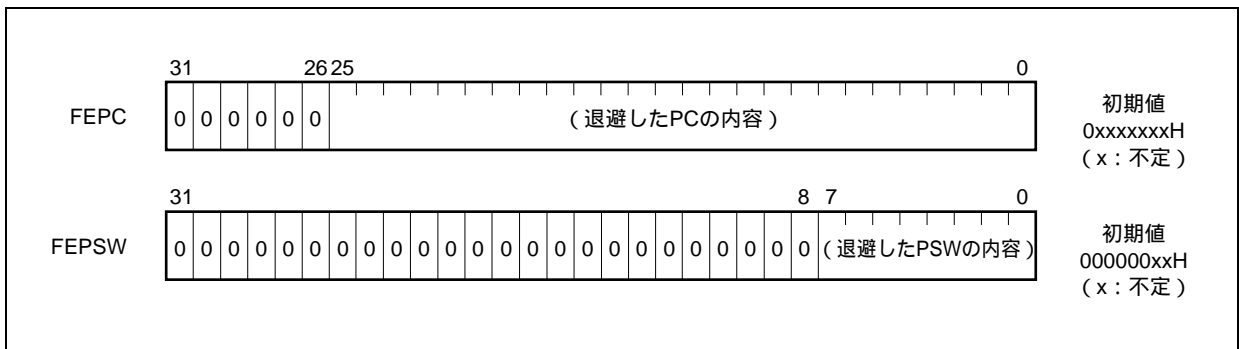 31 26 25 0
FEPC 0 0 0 0 0 0 (退避したPCの内容) 初期値
0xxxxxxxH
(x:不定)
31 8 7 0
FEPSW 0 0 0 0 0 0 0 0 0 0 0 0 0 0 0 0 0 0 0 0 0 0 0 0 (退避したPSWの内容) 初期値
000000xxH
(x:不定)